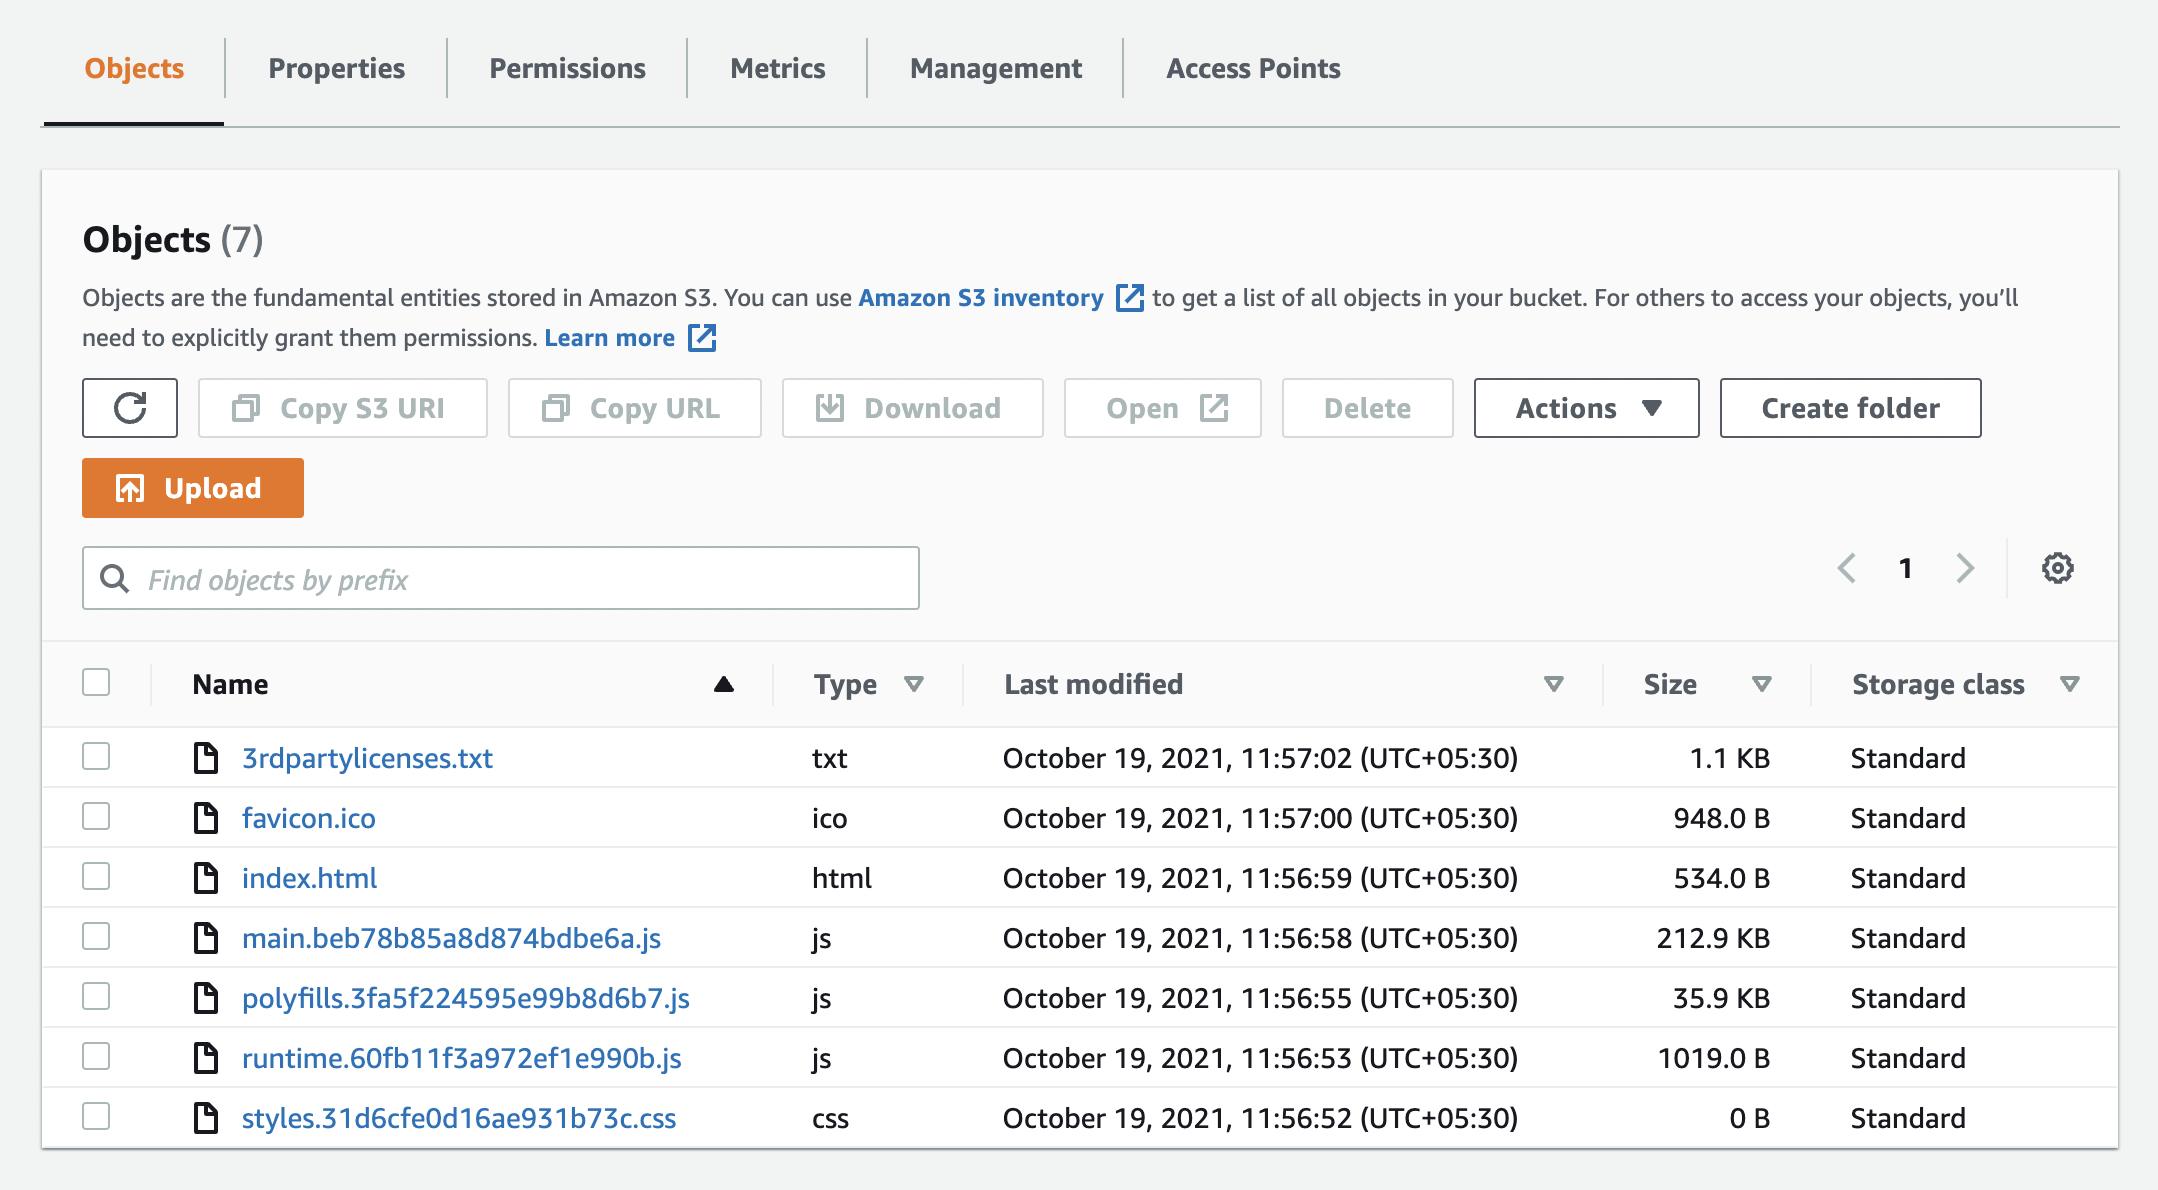 Objects Properties Permissions Metrics Management Access Points
Objects (7)
Objects are the fundamental entities stored in Amazon S3. You can use Amazon S3 inventory to get a list of all objects in your bucket. For others to access your objects, you'll
need to explicitly grant them permissions. Learn more
Copy S3 URI Copy URL Download Open Delete Actions Create folder
Upload
Find objects by prefix 1
Name Type Last modified Size Storage class
3rdpartylicenses.txt txt October 19, 2021, 11:57:02 (UTC+05:30) 1.1 KB Standard
favicon.ico ico October 19, 2021, 11:57:00 (UTC+05:30) 948.0 B Standard
index.html html October 19, 2021, 11:56:59 (UTC+05:30) 534.0 B Standard
main.beb78b85a8d874bdbe6a.js js October 19, 2021, 11:56:58 (UTC+05:30) 212.9 KB Standard
polyfills.3fa5f224595e99b8d6b7.js js October 19, 2021, 11:56:55 (UTC+05:30) 35.9 KB Standard
runtime.60fb11f3a972ef1e990b.js js October 19, 2021, 11:56:53 (UTC+05:30) 1019.0 B Standard
styles.31d6cfe0d16ae931b73c.css css October 19, 2021, 11:56:52 (UTC+05:30) 0 B Standard